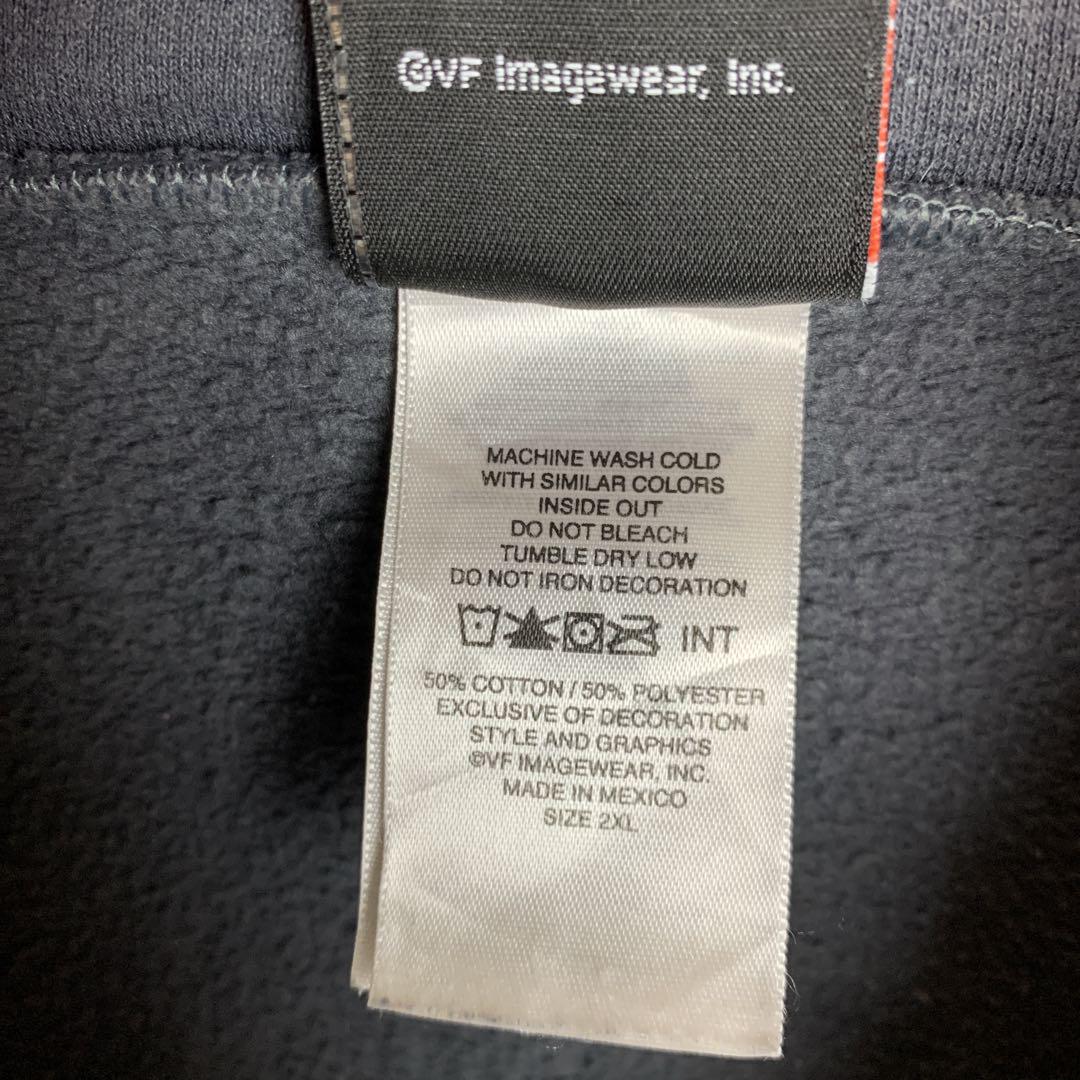 ©VF Imagewear, Inc.
MACHINE WASH COLD
WITH SIMILAR COLORS
INSIDE OUT
DO NOT BLEACH
TUMBLE DRY LOW
DO NOT IRON DECORATION
INT
50% COTTON / 50% POLYESTER
EXCLUSIVE OF DECORATION
STYLE AND GRAPHICS
©VF IMAGEWEAR, INC.
MADE IN MEXICO
SIZE 2XL